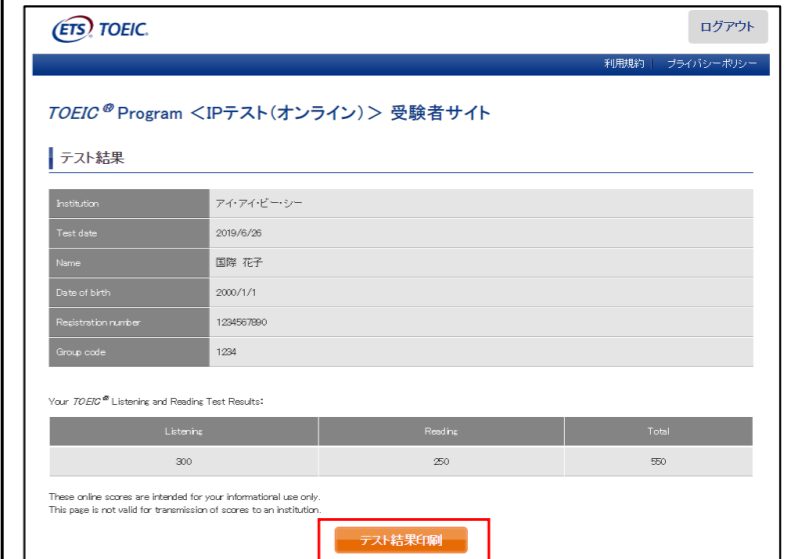 ETS TOEIC.
ログアウト
利用規約 プライバシーポリシー
TOEIC® Program <IPテスト(オンライン)> 受験者サイト
テスト結果
Institution アイ・アイ・ビー・シー
Test date 2019/6/26
Name 国際 花子
Date of birth 2000/1/1
Registration number 1234567890
Group code 1234
Your TOEIC® Listening and Reading Test Results:
Listening Reading Total
300 250 550
These online scores are intended for your informational use only.
This page is not valid for transmission of scores to an institution.
テスト結果印刷